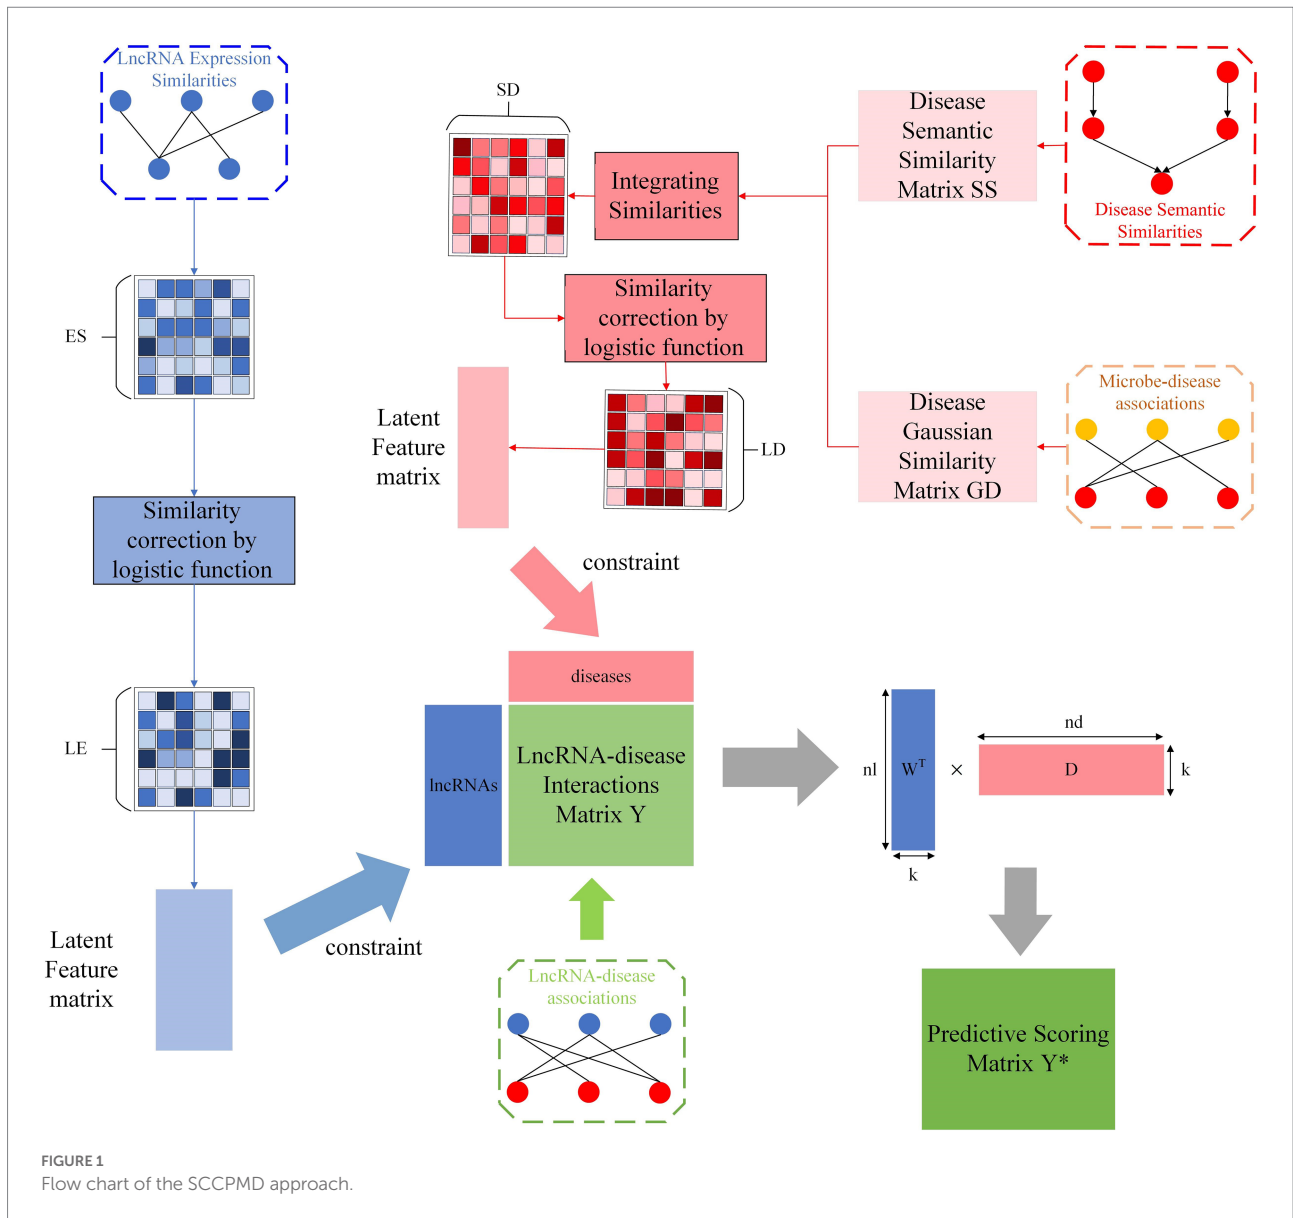 LncRNA Expression
Similarities
ES
Similarity
correction by
logistic function
LE
Latent
Feature
matrix
constraint
SD
Integrating
Similarities
Disease
Semantic
Similarity
Matrix SS
Disease Semantic
Similarities
Similarity
correction by
logistic function
Latent
Feature
matrix
LD
Disease
Gaussian
Similarity
Matrix GD
Microbe-disease
associations
constraint
diseases
lncRNAs
LncRNA-disease
Interactions
Matrix Y
LncRNA-disease
associations
nl
Wᵀ
k
×
nd
D
k
Predictive Scoring
Matrix Y*
FIGURE 1
Flow chart of the SCCPMD approach.